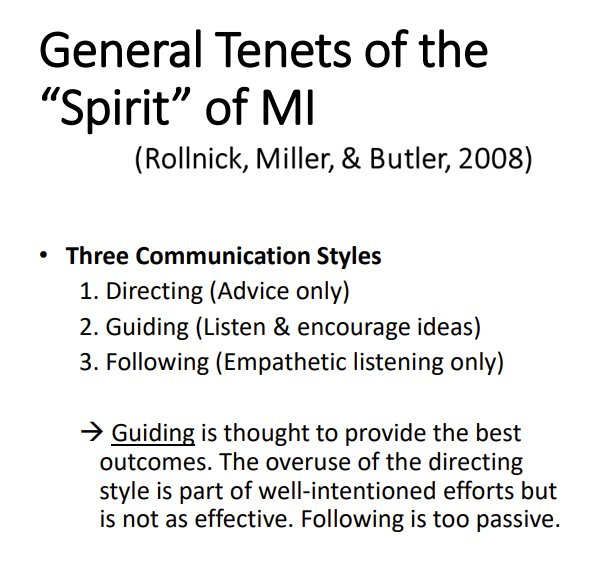 General Tenets of the
“Spirit” of MI
(Rollnick, Miller, & Butler, 2008)
• Three Communication Styles
1. Directing (Advice only)
2. Guiding (Listen & encourage ideas)
3. Following (Empathetic listening only)
→ Guiding is thought to provide the best
outcomes. The overuse of the directing
style is part of well-intentioned efforts but
is not as effective. Following is too passive.